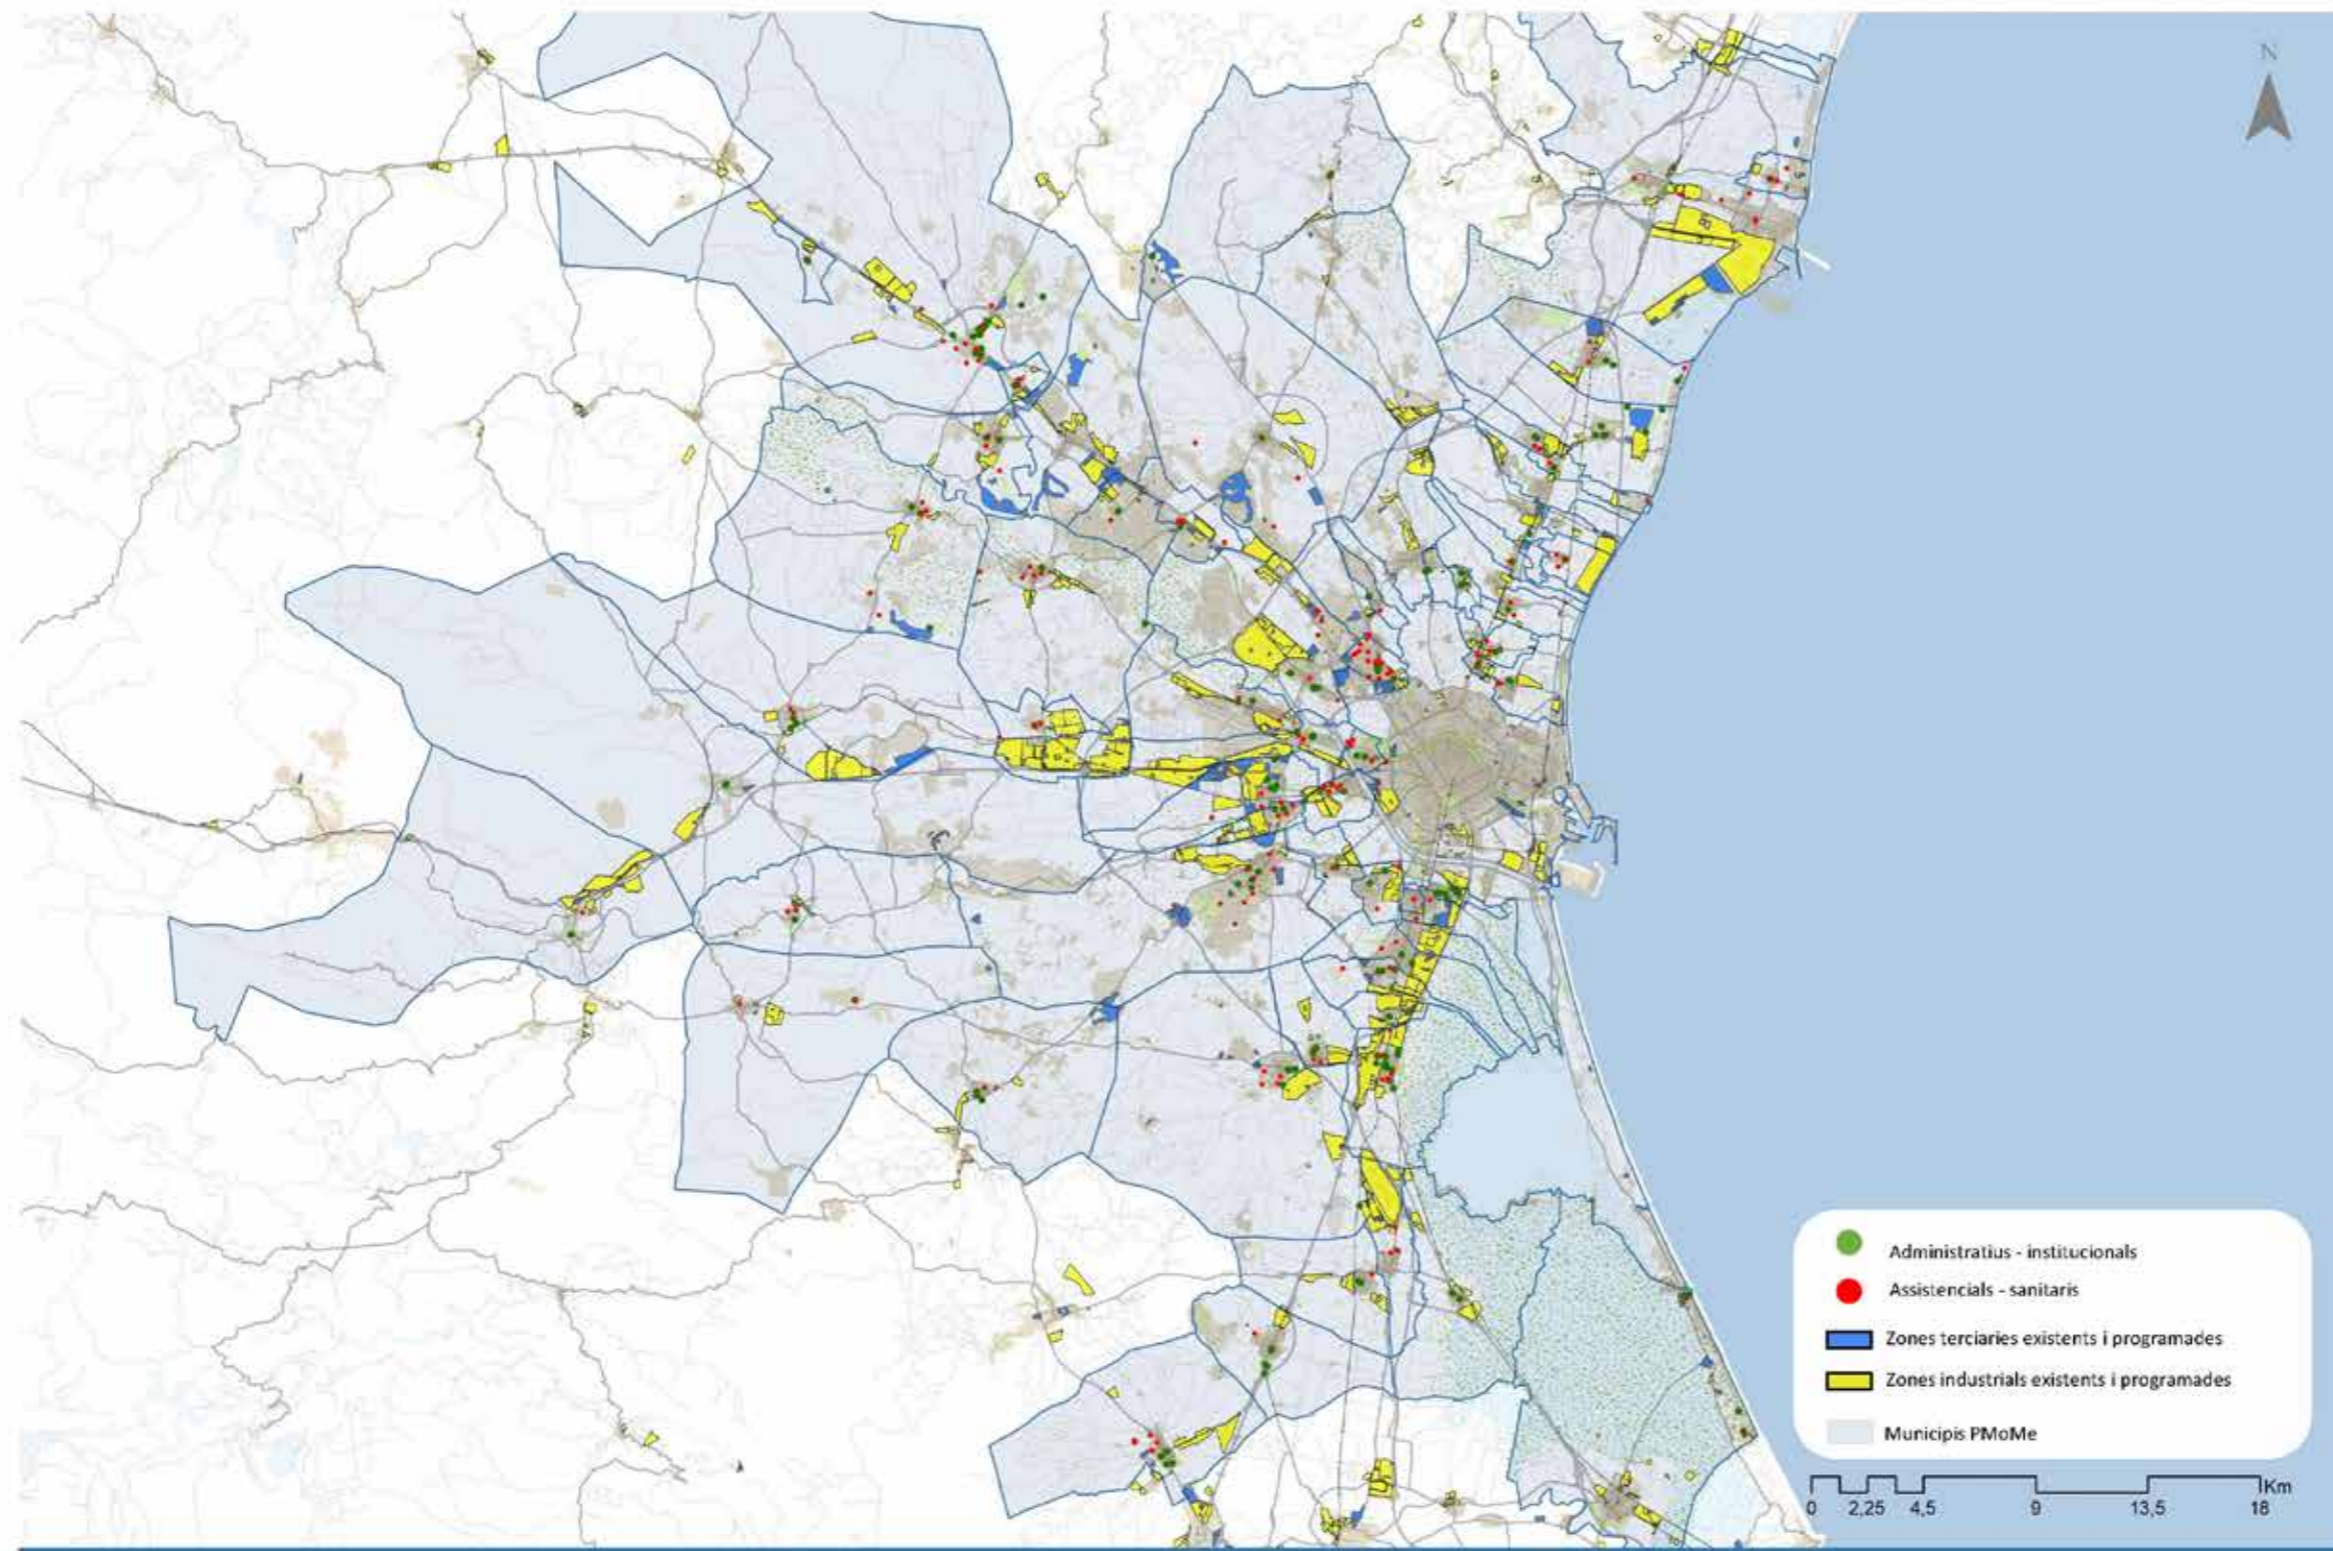 N
Administratius - institucionals
Assistencials - sanitaris
Zones terciaries existents i programades
Zones industrials existents i programades
Municipis PMoMe
Km
0 2,25 4,5 9 13,5 18